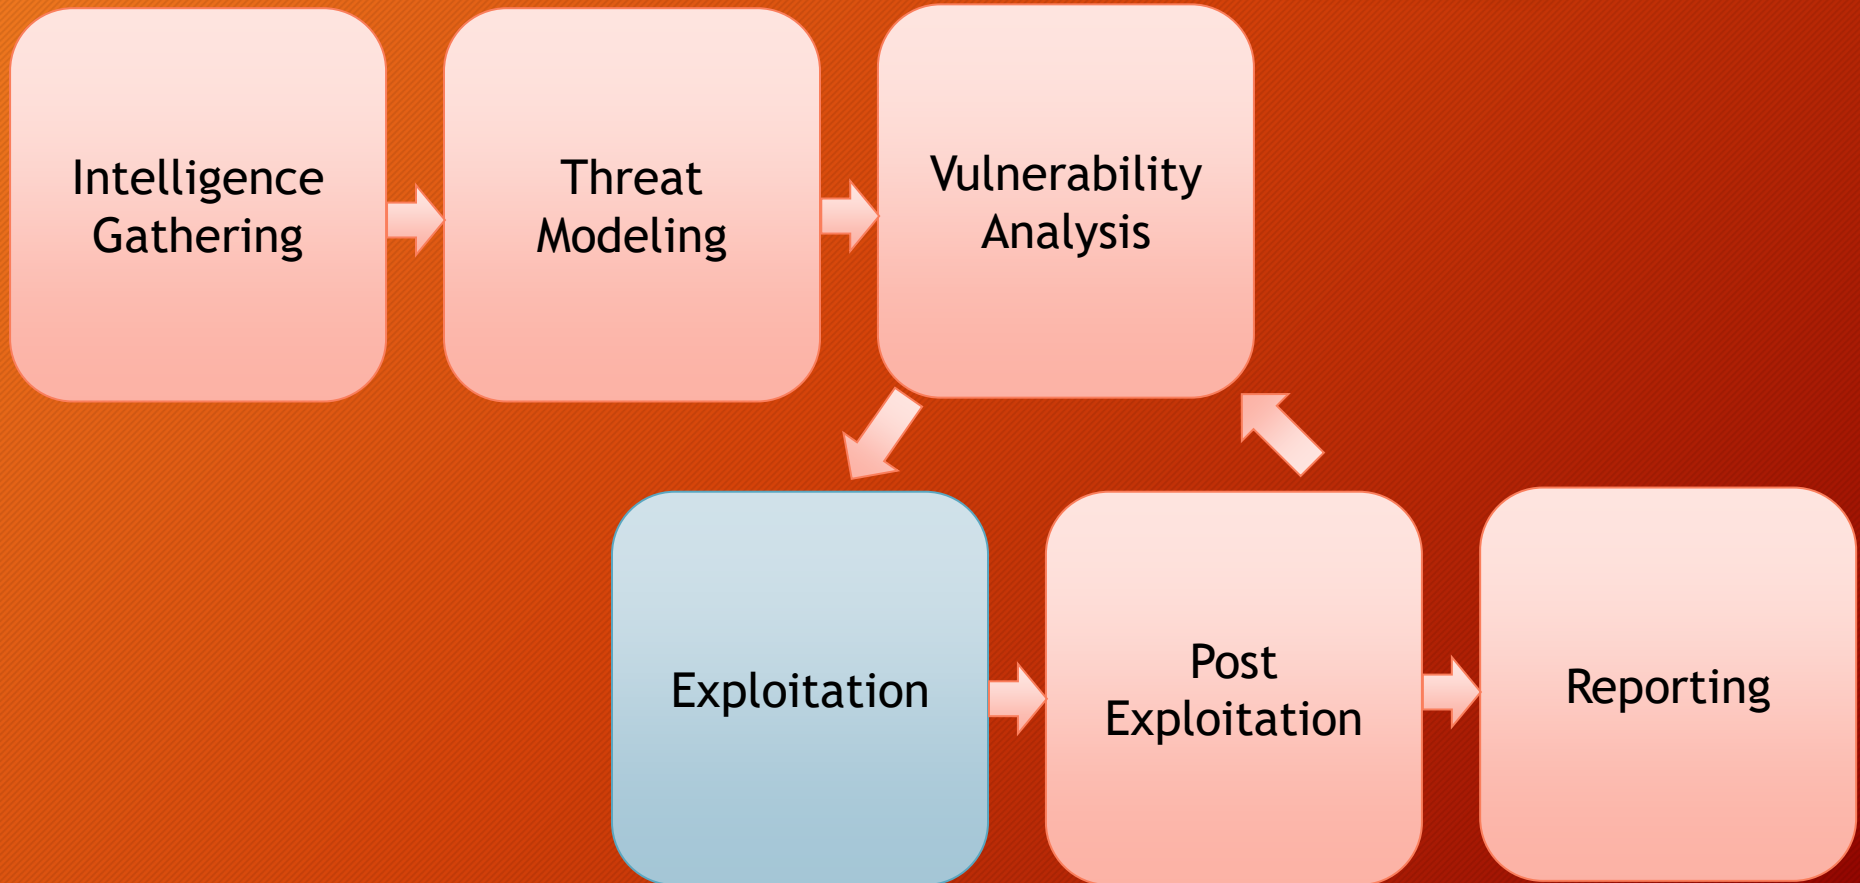 Intelligence
Gathering
Threat
Modeling
Vulnerability
Analysis
Exploitation
Post
Exploitation
Reporting